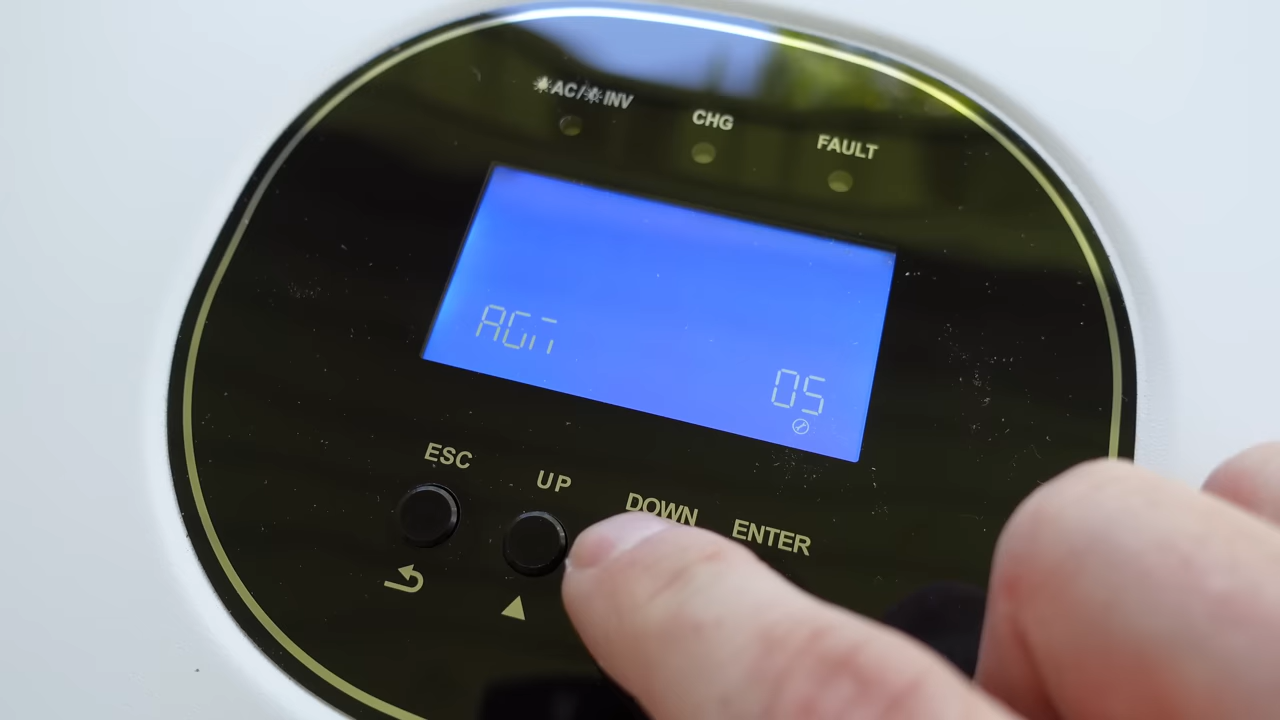 AC/ INV
CHG
FAULT
AGM
05
ESC
UP
DOWN
ENTER